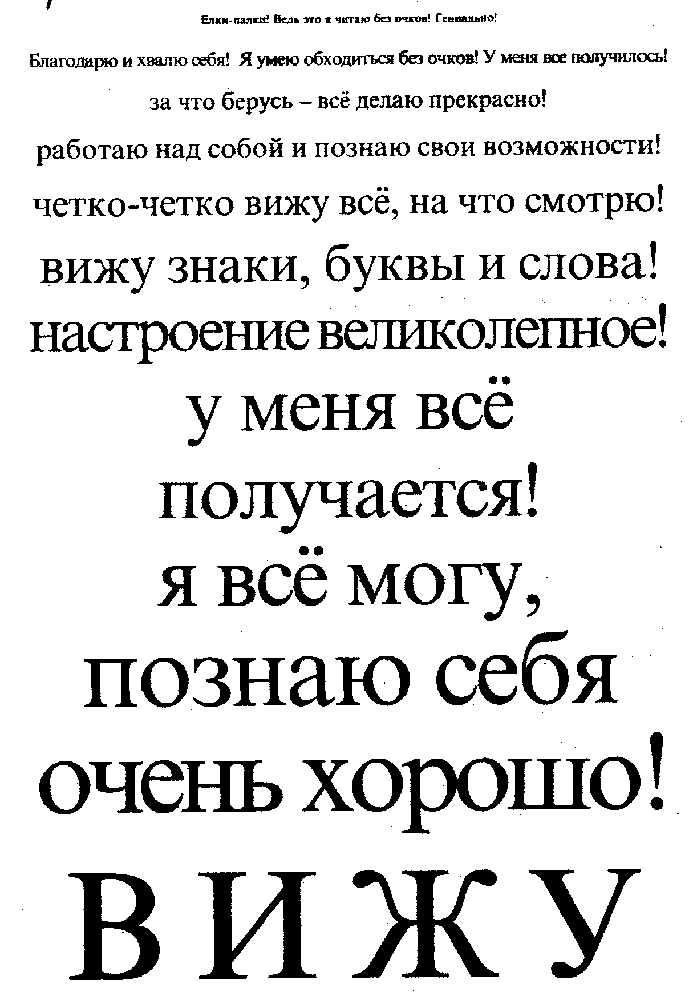 Елки-палки! Ведь это я читаю без очков! Гениально!
Благодарю и хвалю себя! Я умею обходиться без очков! У меня все получилось!
за что берусь – всё делаю прекрасно!
работаю над собой и познаю свои возможности!
четко-четко вижу всё, на что смотрю!
вижу знаки, буквы и слова!
настроение великолепное!
у меня всё
получается!
я всё могу,
познаю себя
очень хорошо!
ВИЖУ